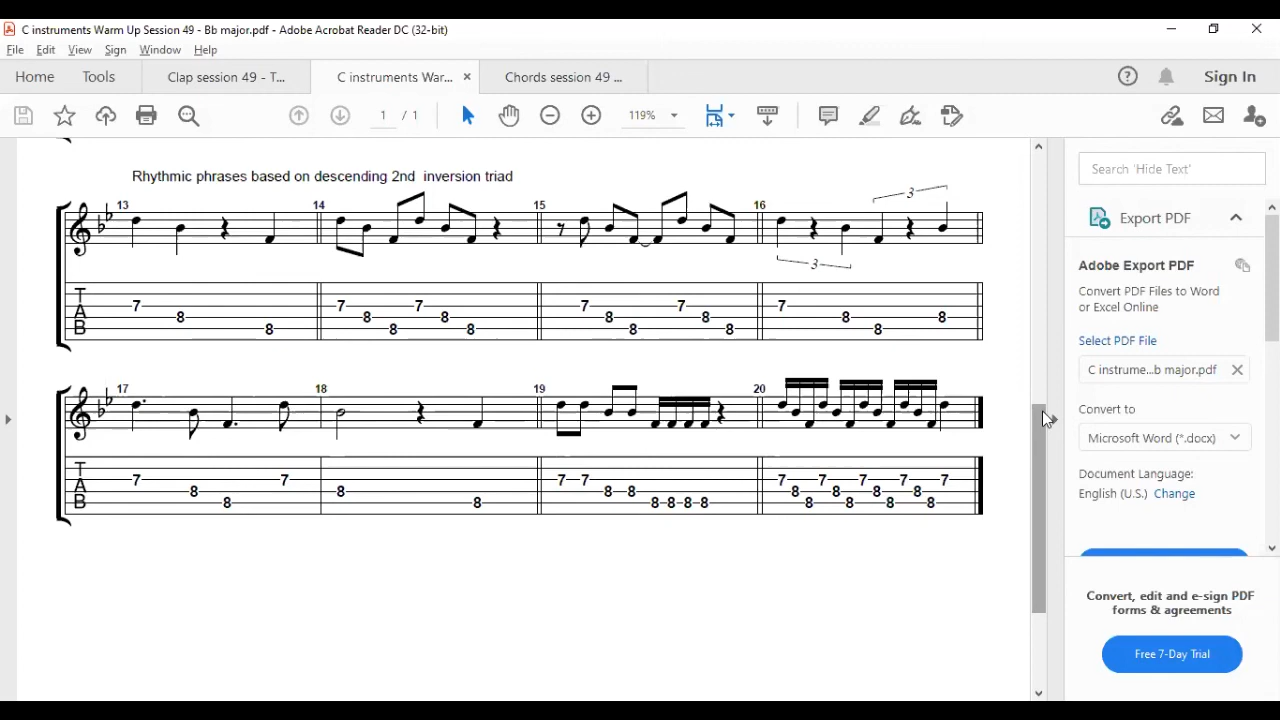 C instruments Warm Up Session 49 - Bb major.pdf - Adobe Acrobat Reader DC (32-bit)
File Edit View Sign Window Help
Home Tools Clap session 49 - T... C instruments War... × Chords session 49 ... Sign In
1 / 1 119%
Rhythmic phrases based on descending 2nd  inversion triad
13 14 15 16
3
3
T
A
B
7 8 8 7 8 8 7 8 8 7 8 8 7 8 8 7 8 8 8
17 18 19 20
T
A
B
7 8 8 7 8 8 7 7 8 8 8 8 8 8 7 8 8 7 8 8 7 8 8 7 8 8 7
Search 'Hide Text'
Export PDF
Adobe Export PDF
Convert PDF Files to Word
or Excel Online
Select PDF File
C instrume...b major.pdf
Convert to
Microsoft Word (*.docx)
Document Language:
English (U.S.) Change
Convert, edit and e-sign PDF
forms & agreements
Free 7-Day Trial